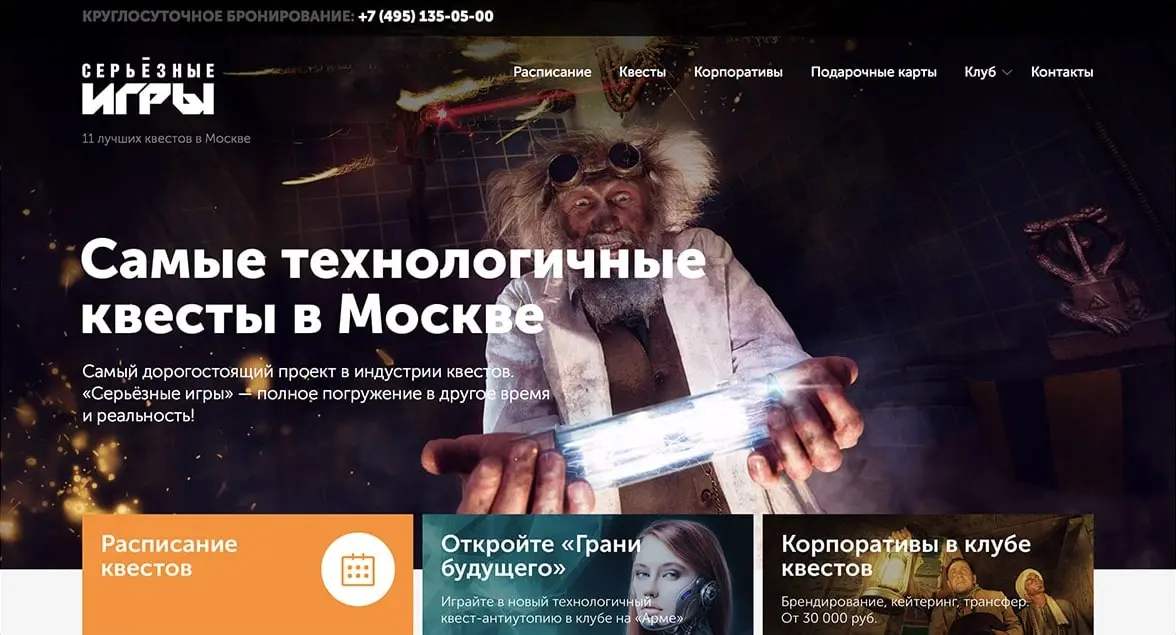 КРУГЛОСУТОЧНОЕ БРОНИРОВАНИЕ: +7 (495) 135-05-00
СЕРЬЁЗНЫЕ
ИГРЫ
11 лучших квестов в Москве
Расписание Квесты Корпоративы Подарочные карты Клуб Контакты
Самые технологичные
квесты в Москве
Самый дорогостоящий проект в индустрии квестов.
«Серьёзные игры» — полное погружение в другое время
и реальность!
Расписание
квестов
Откройте «Грани
будущего»
Играйте в новый технологичный
квест-антиутопию в клубе на «Арме»
Корпоративы в клубе
квестов
Брендирование, кейтеринг, трансфер.
От 30 000 руб.